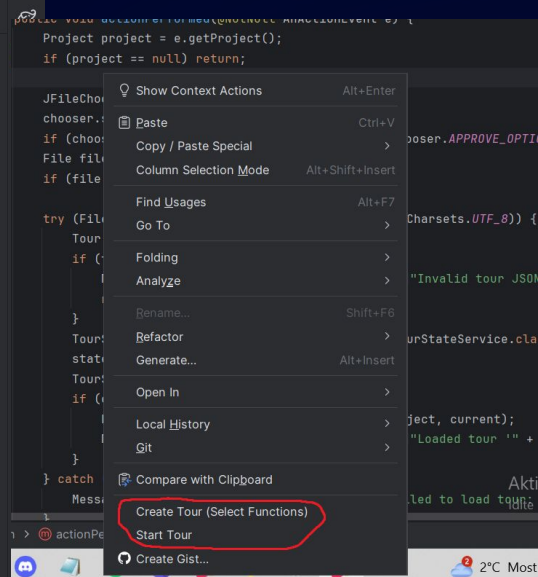 public void actionPerformed(@NotNull AnActionEvent e) {
Project project = e.getProject();
if (project == null) return;
Show Context Actions Alt+Enter
JFileChoo
Paste Ctrl+V
chooser.s
Copy / Paste Special
if (choos ooser.APPROVE_OPTI
Column Selection Mode Alt+Shift+Insert
File file
if (file
Find Usages Alt+F7
try (File Charsets.UTF_8)) {
Go To
Tour
Folding
if (
Analyze "Invalid tour JSON
}
Rename... Shift+F6
TourS urStateService.cla
Refactor
state
Generate... Alt+Insert
TourS
Open In
if (
Local History ject, current);
Git "Loaded tour '" +
}
} catch Compare with Clipboard Akti
Messa led to load tour:
Create Tour (Select Functions)
}
Start Tour
actionPe
Create Gist...
2°C Most